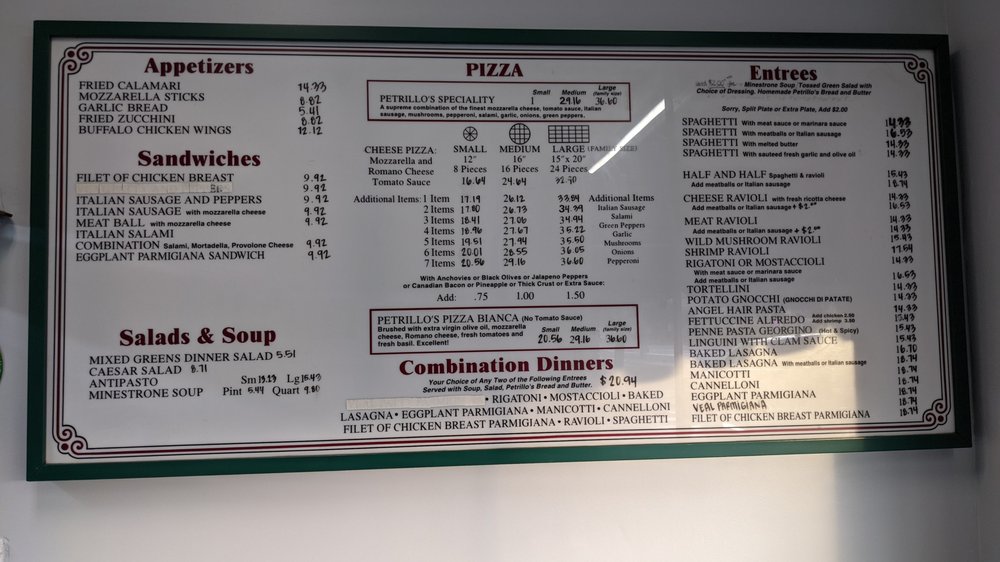 Appetizers
FRIED CALAMARI 14.33
MOZZARELLA STICKS 8.82
GARLIC BREAD 5.41
FRIED ZUCCHINI 8.82
BUFFALO CHICKEN WINGS 12.12
Sandwiches
FILET OF CHICKEN BREAST 9.92
9.92
ITALIAN SAUSAGE AND PEPPERS 9.92
ITALIAN SAUSAGE with mozzarella cheese 9.92
MEAT BALL with mozzarella cheese 9.92
ITALIAN SALAMI
COMBINATION Salami, Mortadella, Provolone Cheese 9.92
EGGPLANT PARMIGIANA SANDWICH 9.92
Salads & Soup
MIXED GREENS DINNER SALAD 5.51
CAESAR SALAD 8.71
ANTIPASTO Sm 13.23 Lg 15.43
MINESTRONE SOUP Pint 5.44 Quart 9.80
PIZZA
Small Medium Large
(family size)
PETRILLO'S SPECIALITY 1 29.16 36.60
A supreme combination of the finest mozzarella cheese, tomato sauce, italian
sausage, mushrooms, pepperoni, salami, garlic, onions, green peppers.
CHEESE PIZZA: SMALL MEDIUM LARGE (FAMILY SIZE)
Mozzarella and 12" 16" 15" x 20"
Romano Cheese 8 Pieces 16 Pieces 24 Pieces
Tomato Sauce 16.64 24.64 32.50
Additional Items: 1 Item 17.19 26.12 33.84 Additional Items
2 Items 17.80 26.73 34.39 Italian Sausage
3 Items 18.41 27.06 34.94 Salami
4 Items 18.96 27.67 35.22 Green Peppers
Garlic
5 Items 19.51 27.94 35.50 Mushrooms
6 Items 20.01 28.55 36.05 Onions
7 Items 20.56 29.16 36.60 Pepperoni
With Anchovies or Black Olives or Jalapeno Peppers
or Canadian Bacon or Pineapple or Thick Crust or Extra Sauce:
Add: .75 1.00 1.50
PETRILLO'S PIZZA BIANCA (No Tomato Sauce)
Brushed with extra virgin olive oil, mozzarella
cheese, Romano cheese, fresh tomatoes and
fresh basil. Excellent!
Small Medium Large
(family size)
20.56 29.16 36.60
Combination Dinners
Your Choice of Any Two of the Following Entrees
Served with Soup, Salad, Petrillo's Bread and Butter.
$20.94
• RIGATONI • MOSTACCIOLI • BAKED
LASAGNA • EGGPLANT PARMIGIANA • MANICOTTI • CANNELLONI
FILET OF CHICKEN BREAST PARMIGIANA • RAVIOLI • SPAGHETTI
Entrees
$2.00 Minestrone Soup Tossed Green Salad with
Choice of Dressing. Homemade Petrillo's Bread and Butter
Sorry, Split Plate or Extra Plate, Add $2.00
SPAGHETTI With meat sauce or marinara sauce 14.33
SPAGHETTI With meatballs or Italian sausage 16.53
SPAGHETTI With melted butter 14.33
SPAGHETTI With sauteed fresh garlic and olive oil 14.33
HALF AND HALF Spaghetti & ravioli 15.43
Add meatballs or Italian sausage 18.74
CHEESE RAVIOLI with fresh ricotta cheese 14.33
Add meatballs or Italian sausage + $2.00 16.53
MEAT RAVIOLI 14.33
Add meatballs or Italian sausage + $2.00 14.33
WILD MUSHROOM RAVIOLI 15.43
SHRIMP RAVIOLI 17.54
RIGATONI OR MOSTACCIOLI 14.33
With meat sauce or marinara sauce
Add meatballs or Italian sausage 16.53
TORTELLINI 14.33
POTATO GNOCCHI (GNOCCHI DI PATATE) 14.33
ANGEL HAIR PASTA 14.33
FETTUCCINE ALFREDO Add chicken 2.50 Add shrimp 3.50 15.43
PENNE PASTA GEORGINO (Hot & Spicy) 15.43
LINGUINI WITH CLAM SAUCE 15.43
BAKED LASAGNA 16.70
BAKED LASAGNA With meatballs or Italian sausage 18.74
MANICOTTI 18.74
CANNELLONI 18.74
EGGPLANT PARMIGIANA 18.74
VEAL PARMIGIANA 18.74
FILET OF CHICKEN BREAST PARMIGIANA 18.74